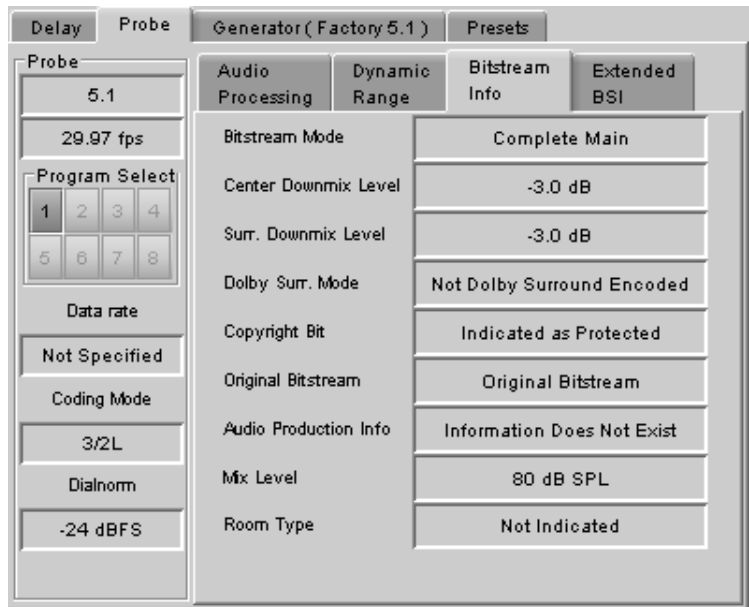 Delay
Probe
Generator ( Factory 5.1 )
Presets
Probe
5.1
29.97 fps
Program Select
1 2 3 4
5 6 7 8
Data rate
Not Specified
Coding Mode
3/2L
Dialnorm
-24 dBFS
Audio
Processing
Dynamic
Range
Bitstream
Info
Extended
BSI
Bitstream Mode
Complete Main
Center Downmix Level
-3.0 dB
Surr. Downmix Level
-3.0 dB
Dolby Surr. Mode
Not Dolby Surround Encoded
Copyright Bit
Indicated as Protected
Original Bitstream
Original Bitstream
Audio Production Info
Information Does Not Exist
Mix Level
80 dB SPL
Room Type
Not Indicated